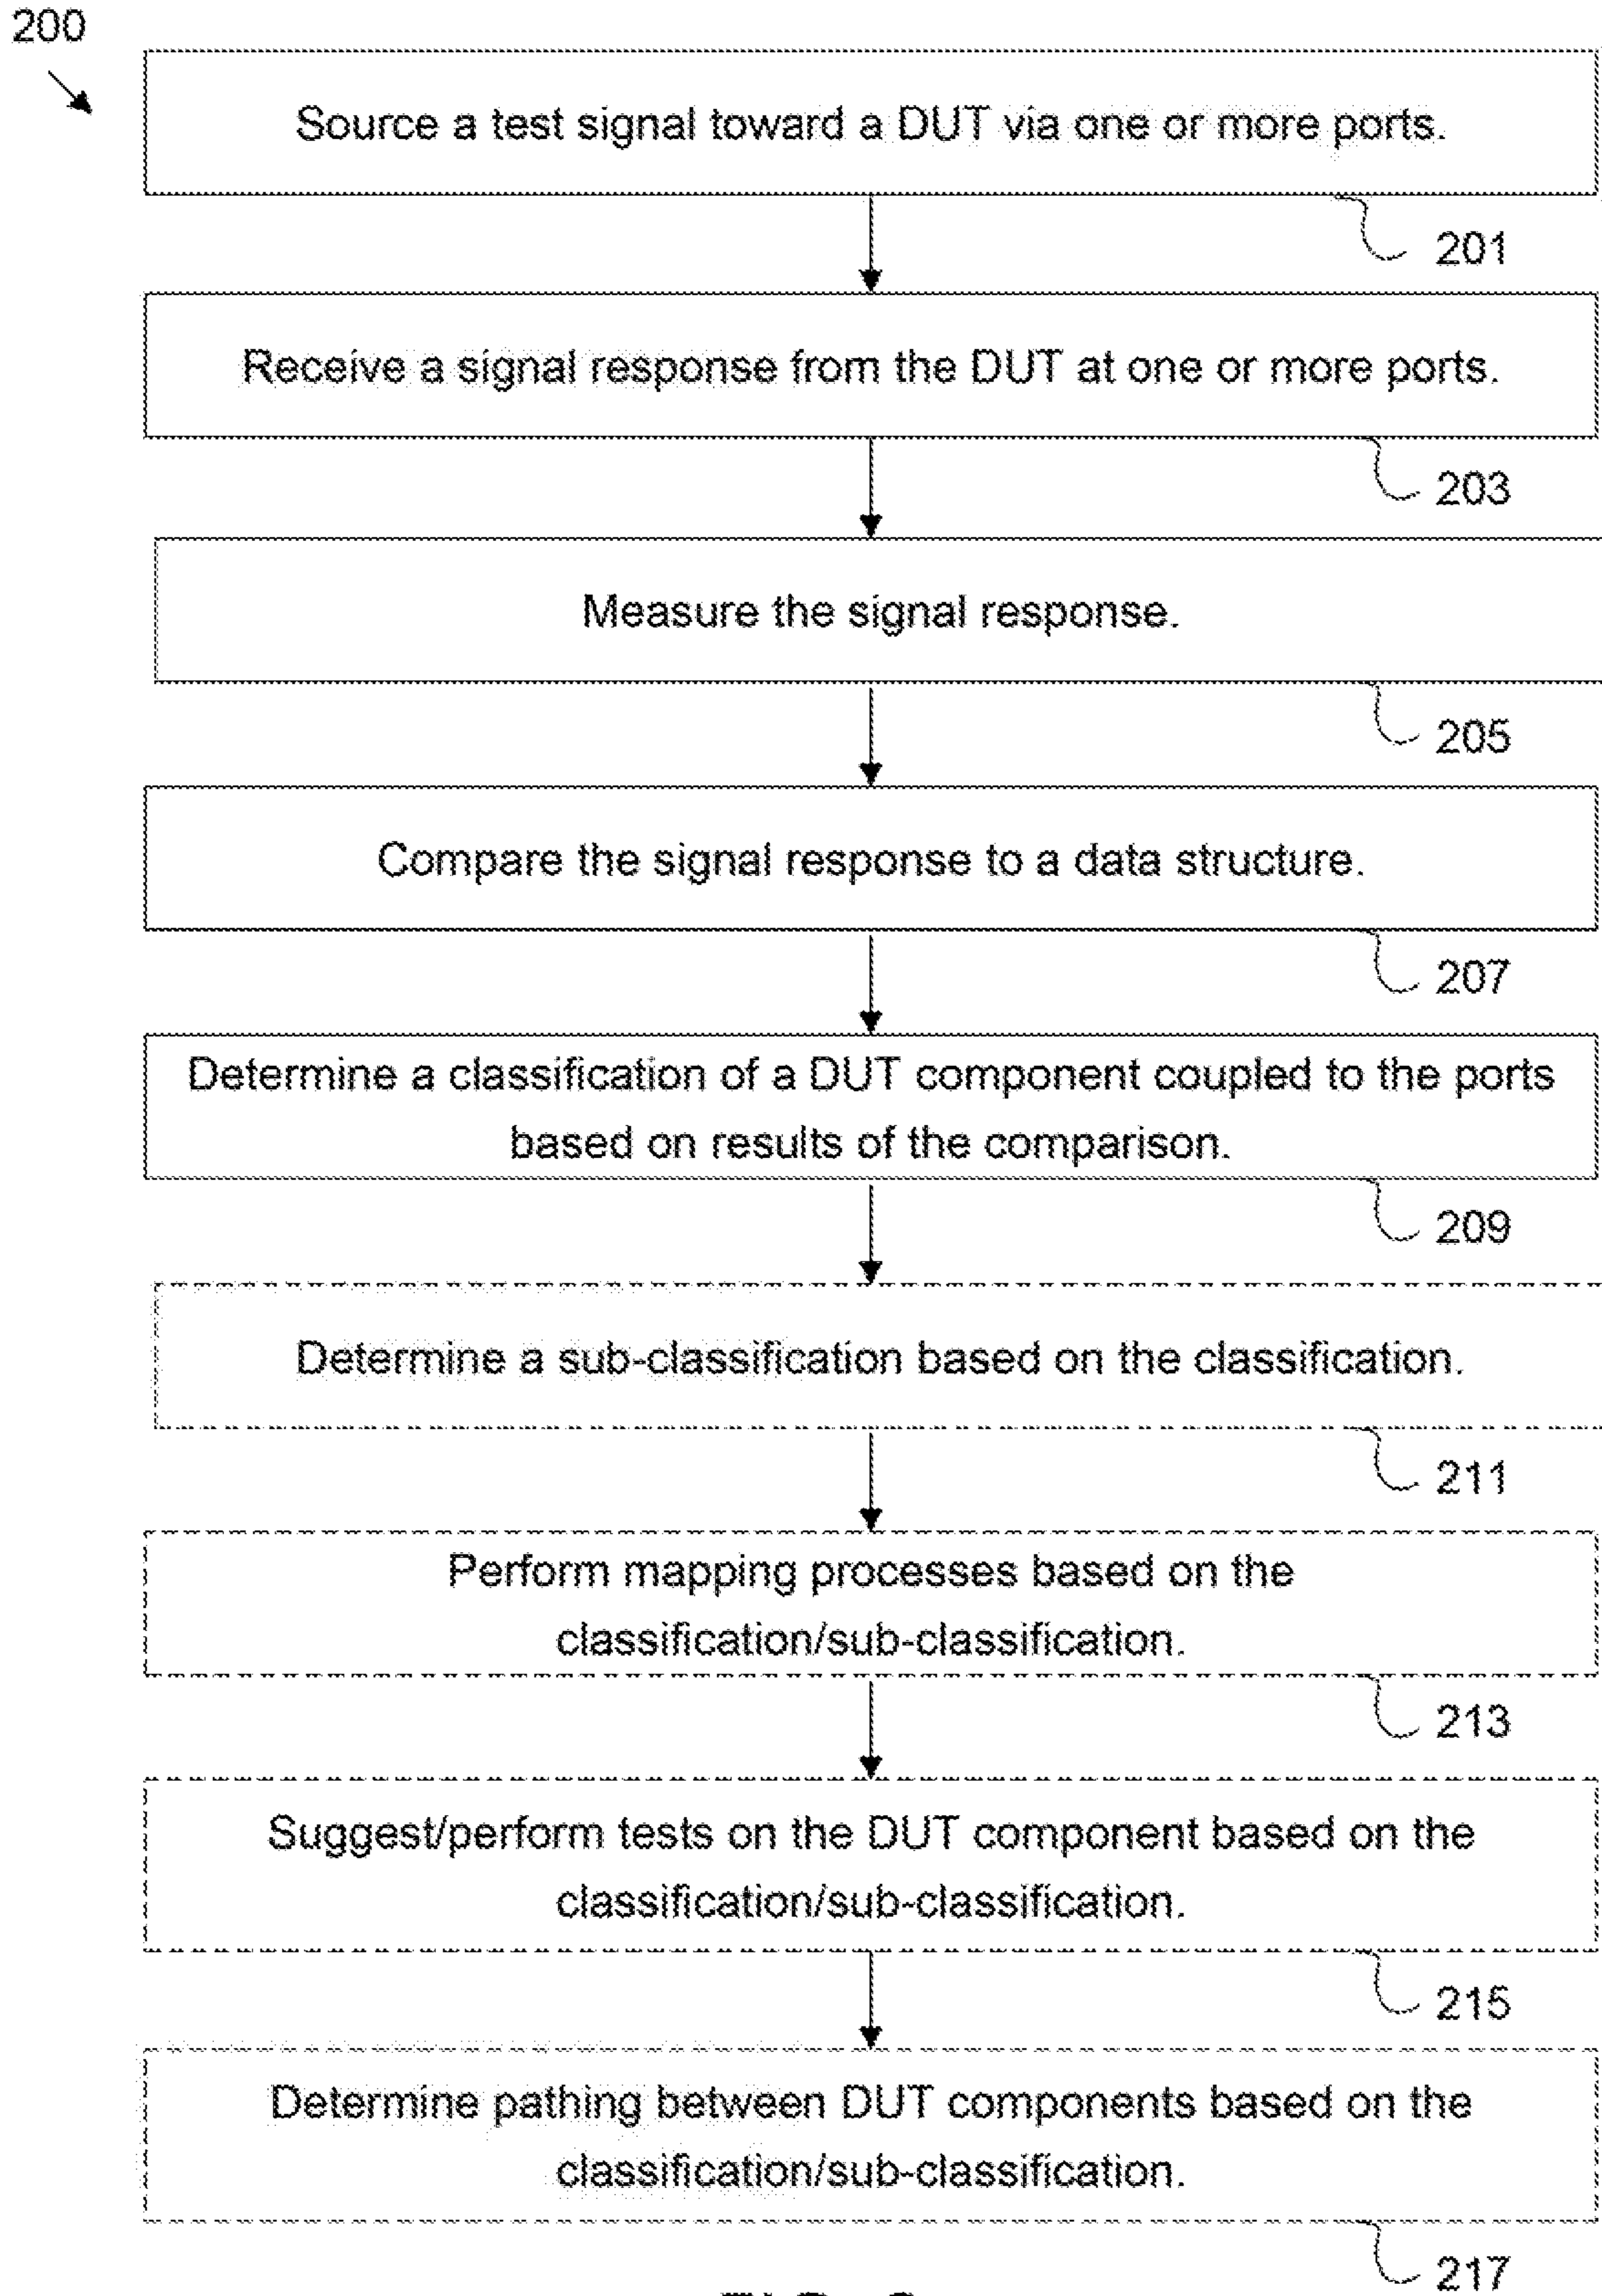 200
Source a test signal toward a DUT via one or more ports.
201
Receive a signal response from the DUT at one or more ports.
203
Measure the signal response.
205
Compare the signal response to a data structure.
207
Determine a classification of a DUT component coupled to the ports
based on results of the comparison.
209
Determine a sub-classification based on the classification.
211
Perform mapping processes based on the
classification/sub-classification.
213
Suggest/perform tests on the DUT component based on the
classification/sub-classification.
215
Determine pathing between DUT components based on the
classification/sub-classification.
217